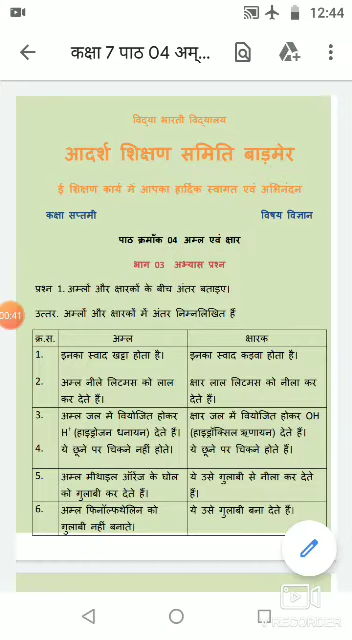 12:44
कक्षा 7 पाठ 04 अम्...
विद्या भारती विद्यालय
आदर्श शिक्षण समिति बाड़मेर
ई शिक्षण कार्य में आपका हार्दिक स्वागत एवं अभिनंदन
कक्षा सप्तमी विषय विज्ञान
पाठ क्रमाँक 04 अम्ल एवं क्षार
भाग 03 अभ्यास प्रश्न
00:41
प्रश्न 1. अम्लों और क्षारकों के बीच अंतर बताइए।
उत्तर. अम्लों और क्षारकों में अंतर निम्नलिखित हैं
क्र.स. अम्ल क्षारक
1. इनका स्वाद खट्टा होता है। इनका स्वाद कड़वा होता है।
2. अम्ल नीले लिटमस को लाल क्षार लाल लिटमस को नीला कर
कर देते हैं। देते हैं।
3. अम्ल जल में वियोजित होकर क्षार जल में वियोजित होकर OH
H⁺ (हाइड्रोजन धनायन) देते हैं। (हाइड्रॉक्सिल ऋणायन) देते हैं।
4. ये छूने पर चिकने नहीं होते। ये छूने पर चिकने होते हैं।
5. अम्ल मीथाइल ऑरेंज के घोल ये उसे गुलाबी से नीला कर देते
को गुलाबी कर देते हैं। हैं।
6. अम्ल फिनॉल्फथेलिन को ये उसे गुलाबी बना देते हैं।
गुलाबी नहीं बनाते।
RECORDER